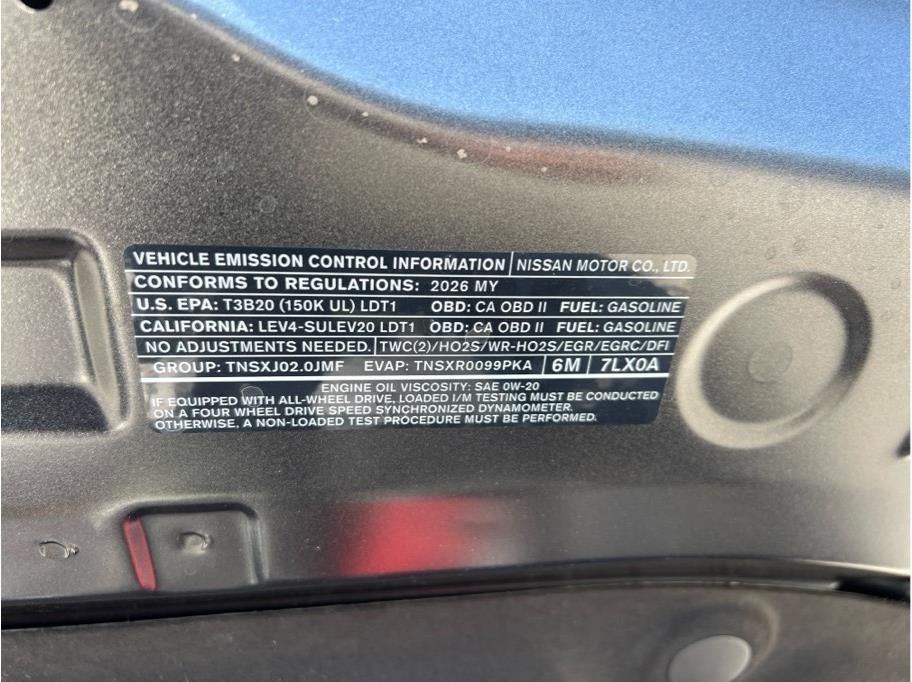 VEHICLE EMISSION CONTROL INFORMATION NISSAN MOTOR CO., LTD.
CONFORMS TO REGULATIONS: 2026 MY
U.S. EPA: T3B20 (150K UL) LDT1 OBD: CA OBD II FUEL: GASOLINE
CALIFORNIA: LEV4-SULEV20 LDT1 OBD: CA OBD II FUEL: GASOLINE
NO ADJUSTMENTS NEEDED. TWC(2)/HO2S/WR-HO2S/EGR/EGRC/DFI
GROUP: TNSXJ02.0JMF EVAP: TNSXR0099PKA 6M 7LX0A
ENGINE OIL VISCOSITY: SAE 0W-20
IF EQUIPPED WITH ALL-WHEEL DRIVE, LOADED I/M TESTING MUST BE CONDUCTED
ON A FOUR WHEEL DRIVE SPEED SYNCHRONIZED DYNAMOMETER.
OTHERWISE, A NON-LOADED TEST PROCEDURE MUST BE PERFORMED.